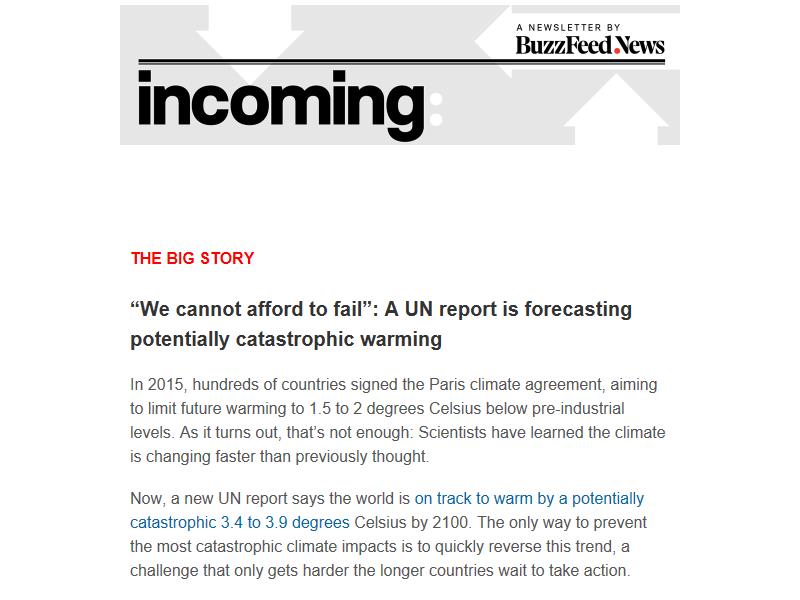 A NEWSLETTER BY
BuzzFeed.News
incoming:
THE BIG STORY
“We cannot afford to fail”: A UN report is forecasting
potentially catastrophic warming
In 2015, hundreds of countries signed the Paris climate agreement, aiming
to limit future warming to 1.5 to 2 degrees Celsius below pre-industrial
levels. As it turns out, that’s not enough: Scientists have learned the climate
is changing faster than previously thought.
Now, a new UN report says the world is on track to warm by a potentially
catastrophic 3.4 to 3.9 degrees Celsius by 2100. The only way to prevent
the most catastrophic climate impacts is to quickly reverse this trend, a
challenge that only gets harder the longer countries wait to take action.